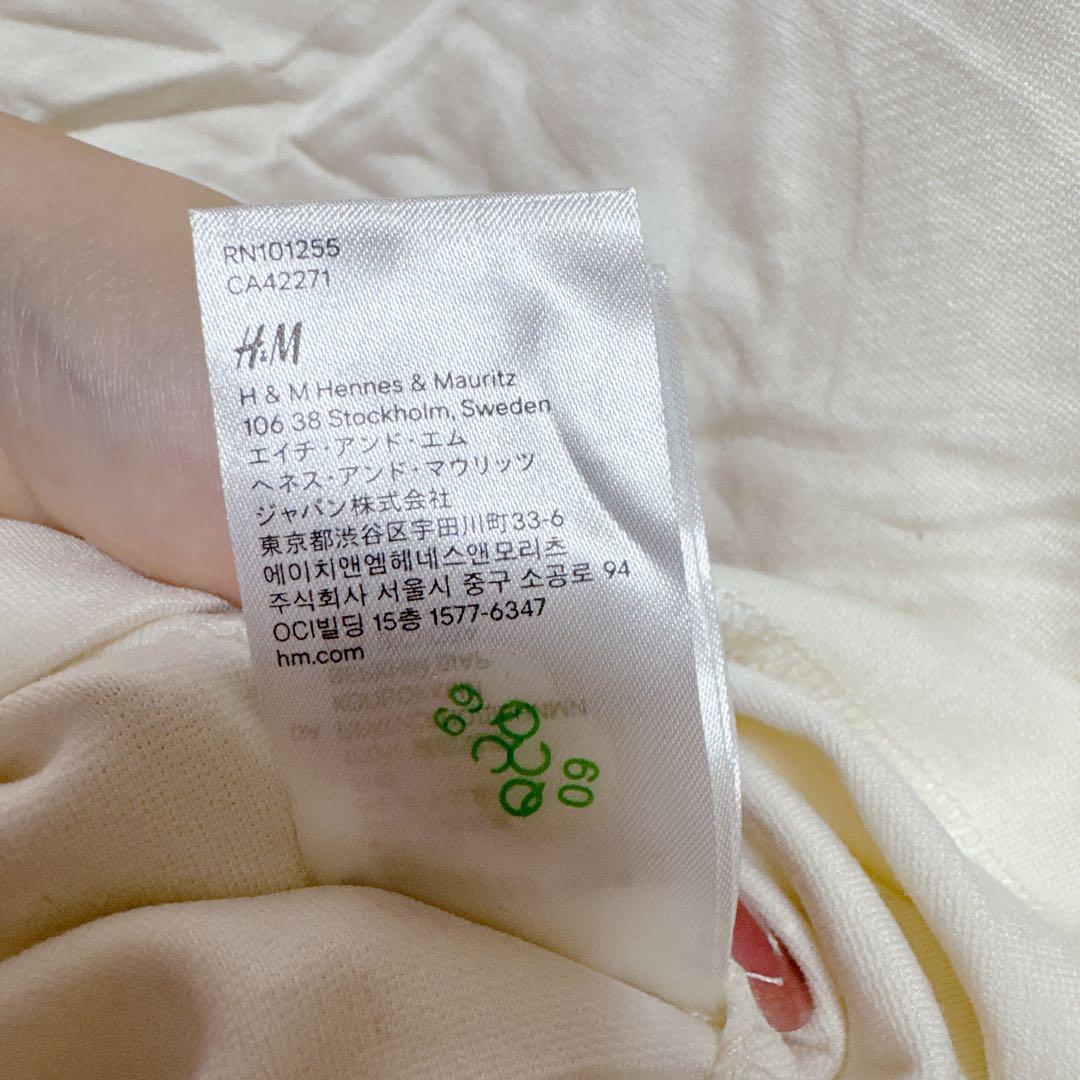 RN101255
CA42271
H&M
H & M Hennes & Mauritz
106 38 Stockholm, Sweden
エイチ・アンド・エム
ヘネス・アンド・マウリッツ
ジャパン株式会社
東京都渋谷区宇田川町33-6
에이치앤엠헤네스앤모리츠
주식회사 서울시 중구 소공로 94
OCI빌딩 15층 1577-6347
hm.com
69
QC
QC
09